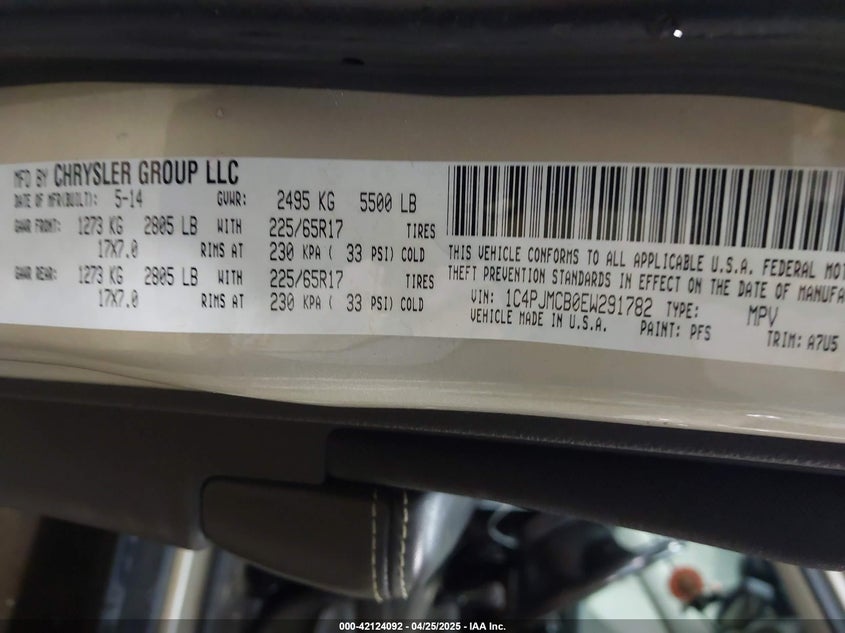 MFD BY CHRYSLER GROUP LLC
DATE OF MFR(BUILT): 5-14 GVWR: 2495 KG 5500 LB
GAWR FRONT: 1273 KG 2805 LB WITH 225/65R17 TIRES
17X7.0 RIMS AT 230 KPA ( 33 PSI) COLD
GAWR REAR: 1273 KG 2805 LB WITH 225/65R17 TIRES
17X7.0 RIMS AT 230 KPA ( 33 PSI) COLD
THIS VEHICLE CONFORMS TO ALL APPLICABLE U.S.A. FEDERAL MOT
THEFT PREVENTION STANDARDS IN EFFECT ON THE DATE OF MANUFA
VIN: 1C4PJMCB0EW291782 TYPE: MPV
VEHICLE MADE IN U.S.A. PAINT: PFS TRIM: A7U5
000-42124092 - 04/25/2025 - IAA Inc.